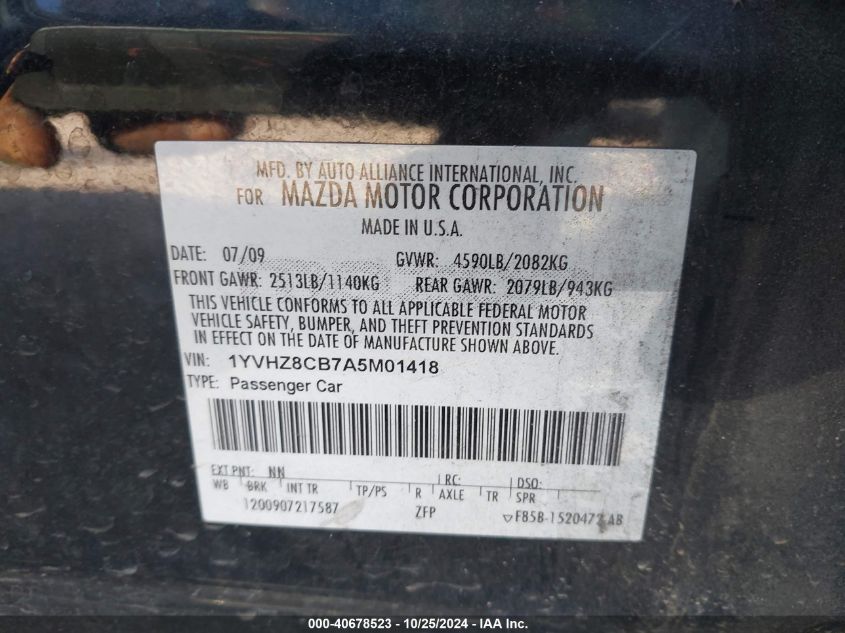 MFD. BY AUTO ALLIANCE INTERNATIONAL, INC.
FOR MAZDA MOTOR CORPORATION
MADE IN U.S.A.
DATE: 07/09 GVWR: 4590LB/2082KG
FRONT GAWR: 2513LB/1140KG REAR GAWR: 2079LB/943KG
THIS VEHICLE CONFORMS TO ALL APPLICABLE FEDERAL MOTOR
VEHICLE SAFETY, BUMPER, AND THEFT PREVENTION STANDARDS
IN EFFECT ON THE DATE OF MANUFACTURE SHOWN ABOVE.
VIN: 1YVHZ8CB7A5M01418
TYPE: Passenger Car
EXT PNT: NN RC: DSO:
WB BRK INT TR TP/PS R AXLE TR SPR
1200907217587 ZFP F85B-1520472-AB
000-40678523 - 10/25/2024 - IAA Inc.